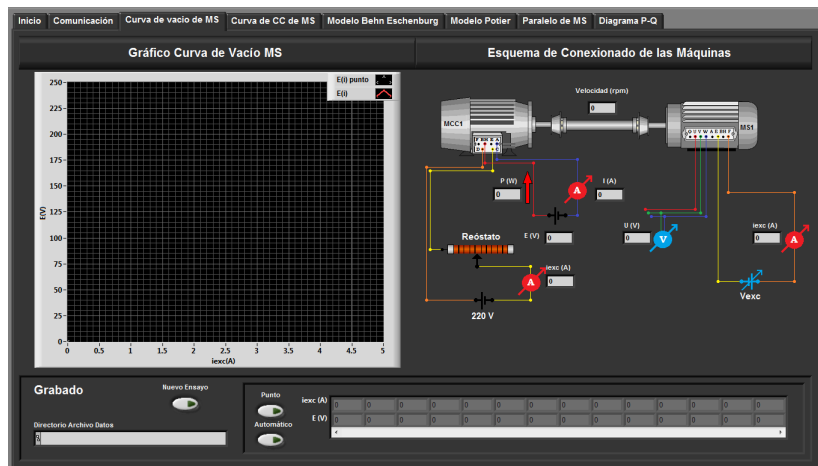 Inicio Comunicación Curva de vacio de MS Curva de CC de MS Modelo Behn Eschenburg Modelo Potier Paralelo de MS Diagrama P-Q
Gráfico Curva de Vacío MS
Esquema de Conexionado de las Máquinas
E(i) punto
E(i)
250
225
200
175
150
125
100
75
50
25
0
E(V)
0 0.5 1 1.5 2 2.5 3 3.5 4 4.5 5
iexc(A)
Velocidad (rpm)
0
MCC1
MS1
P (W)
0
A
I (A)
0
E (V) 0
Reóstato
U (V)
0
V
iexc (A)
0
A
iexc (A)
A 0
220 V
Vexc
Grabado
Nuevo Ensayo
Directorio Archivo Datos
Punto
Automático
iexc (A) 0 0 0 0 0 0 0 0 0 0 0 0 0 0
E (V) 0 0 0 0 0 0 0 0 0 0 0 0 0 0